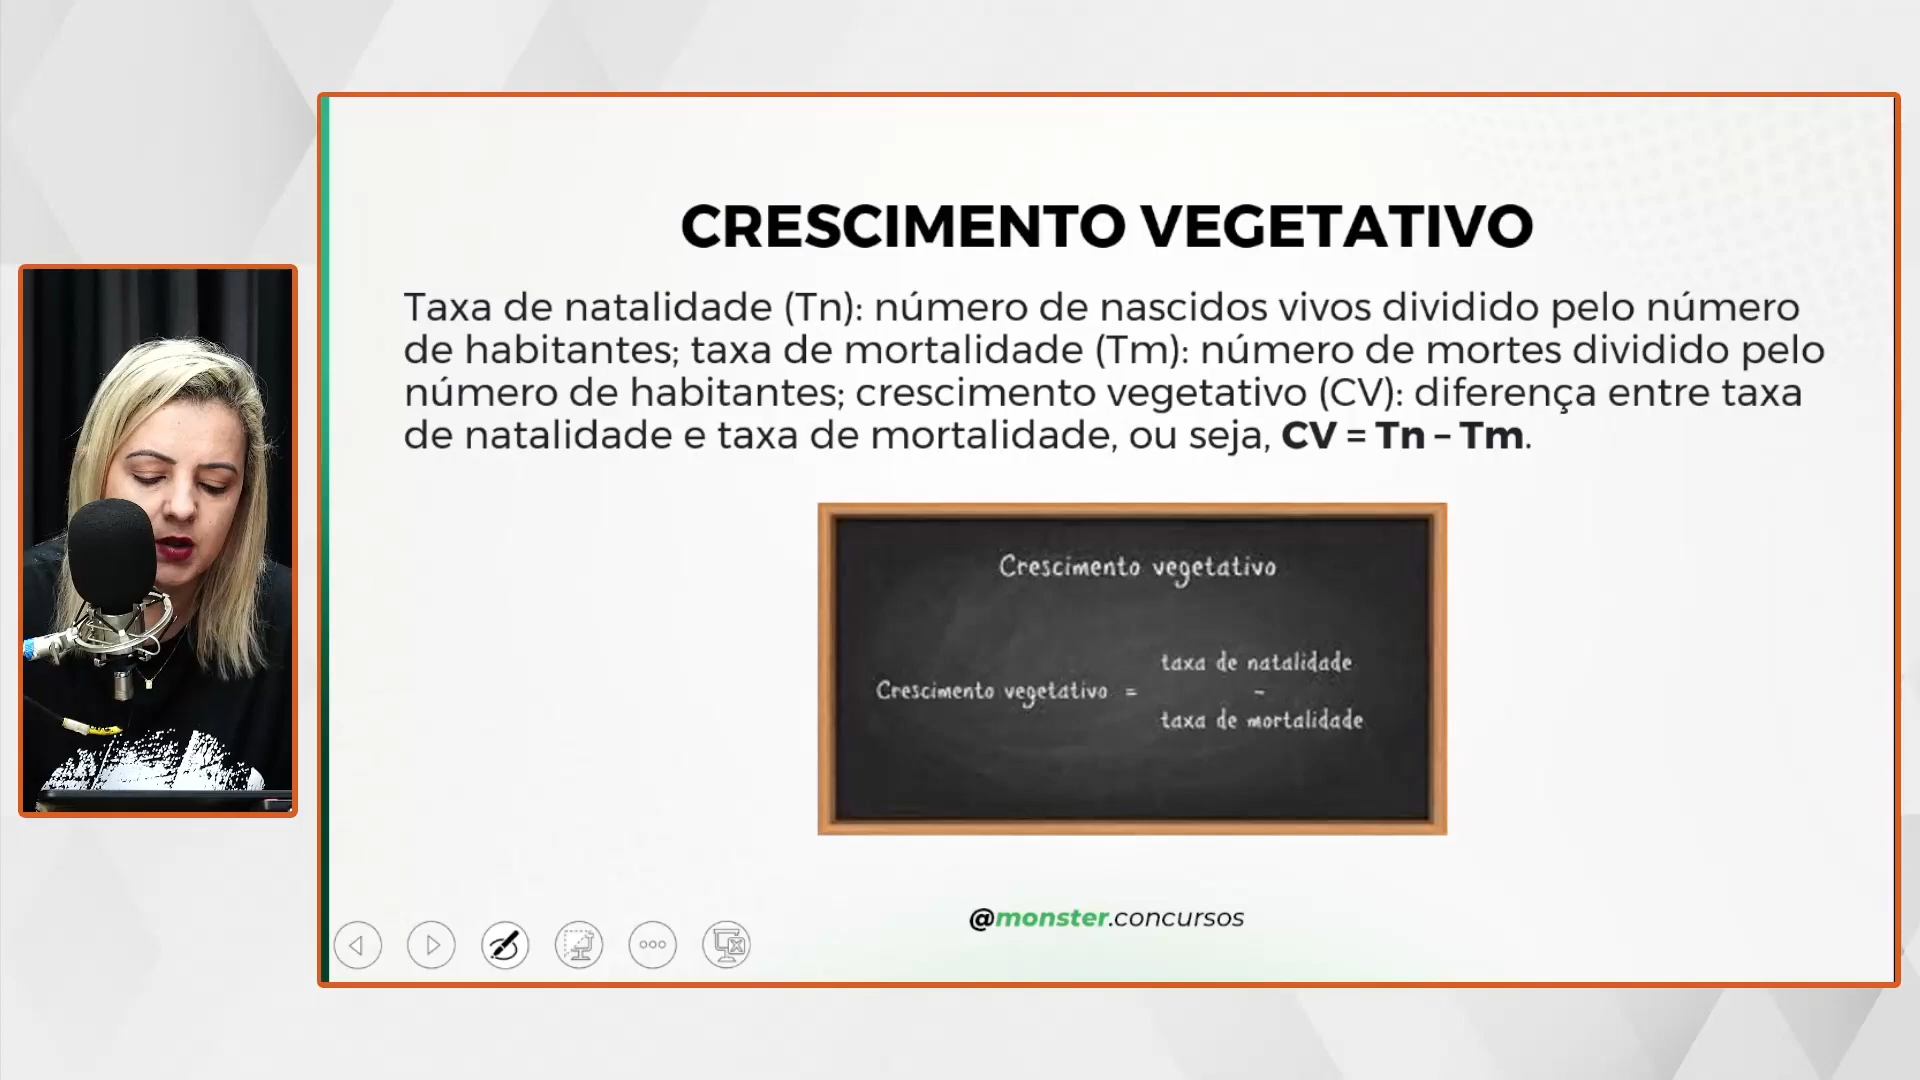 CRESCIMENTO VEGETATIVO
Taxa de natalidade (Tn): número de nascidos vivos dividido pelo número
de habitantes; taxa de mortalidade (Tm): número de mortes dividido pelo
número de habitantes; crescimento vegetativo (CV): diferença entre taxa
de natalidade e taxa de mortalidade, ou seja, CV = Tn – Tm.
Crescimento vegetativo
taxa de natalidade
Crescimento vegetativo = -
taxa de mortalidade
@monster.concursos